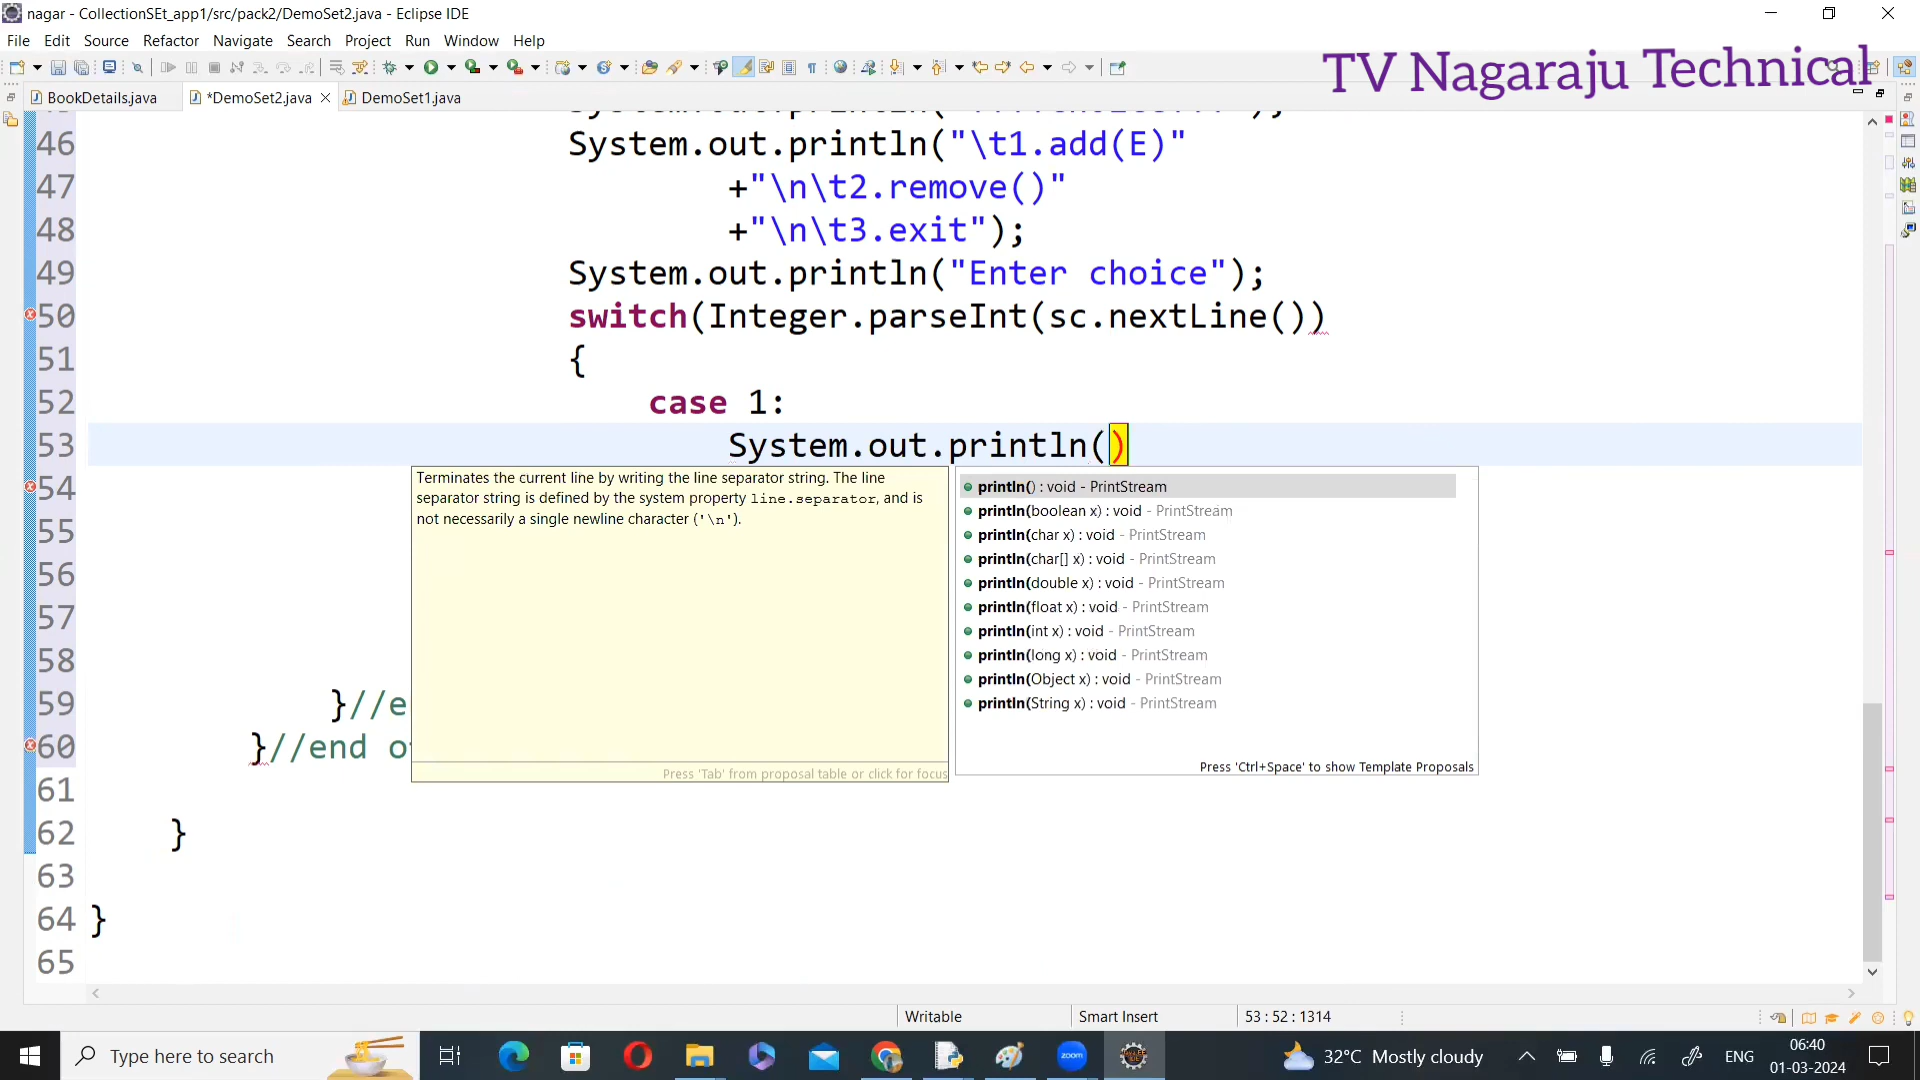 nagar - CollectionSEt_app1/src/pack2/DemoSet2.java - Eclipse IDE
File Edit Source Refactor Navigate Search Project Run Window Help
TV Nagaraju Technical
BookDetails.java *DemoSet2.java DemoSet1.java
46 System.out.println("\t1.add(E)"
47 +"\n\t2.remove()"
48 +"\n\t3.exit");
49 System.out.println("Enter choice");
50 switch(Integer.parseInt(sc.nextLine())
51 {
52 case 1:
53 System.out.println()
54
55
56
57
58
59 }//e
60 }//end o
61
62 }
63
64 }
65
Terminates the current line by writing the line separator string. The line
separator string is defined by the system property line.separator, and is
not necessarily a single newline character ('\n').
Press 'Tab' from proposal table or click for focus
println() : void - PrintStream
println(boolean x) : void - PrintStream
println(char x) : void - PrintStream
println(char[] x) : void - PrintStream
println(double x) : void - PrintStream
println(float x) : void - PrintStream
println(int x) : void - PrintStream
println(long x) : void - PrintStream
println(Object x) : void - PrintStream
println(String x) : void - PrintStream
Press 'Ctrl+Space' to show Template Proposals
Writable Smart Insert 53 : 52 : 1314
Type here to search
zoom
32°C Mostly cloudy
ENG
06:40
01-03-2024